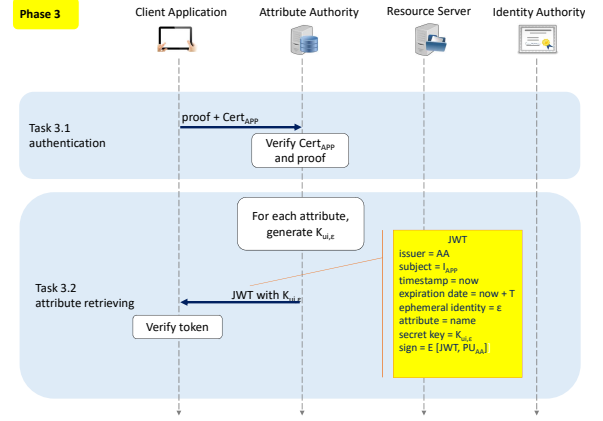 Phase 3
Client Application
Attribute Authority
Resource Server
Identity Authority
Task 3.1
authentication
proof + Cert_APP
Verify Cert_APP
and proof
Task 3.2
attribute retrieving
For each attribute,
generate K_ui,ε
JWT with K_ui,ε
Verify token
JWT
issuer = AA
subject = I_APP
timestamp = now
expiration date = now + T
ephemeral identity = ε
attribute = name
secret key = K_ui,ε
sign = E [JWT, PU_AA]